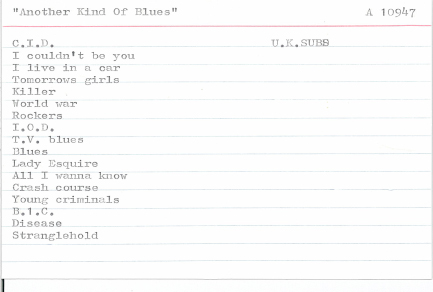 "Another Kind Of Blues" A 10947
C.I.D. U.K.SUBS
I couldn't be you
I live in a car
Tomorrows girls
Killer
World war
Rockers
I.O.D.
T.V. blues
Blues
Lady Esquire
All I wanna know
Crash course
Young criminals
B.1.C.
Disease
Stranglehold